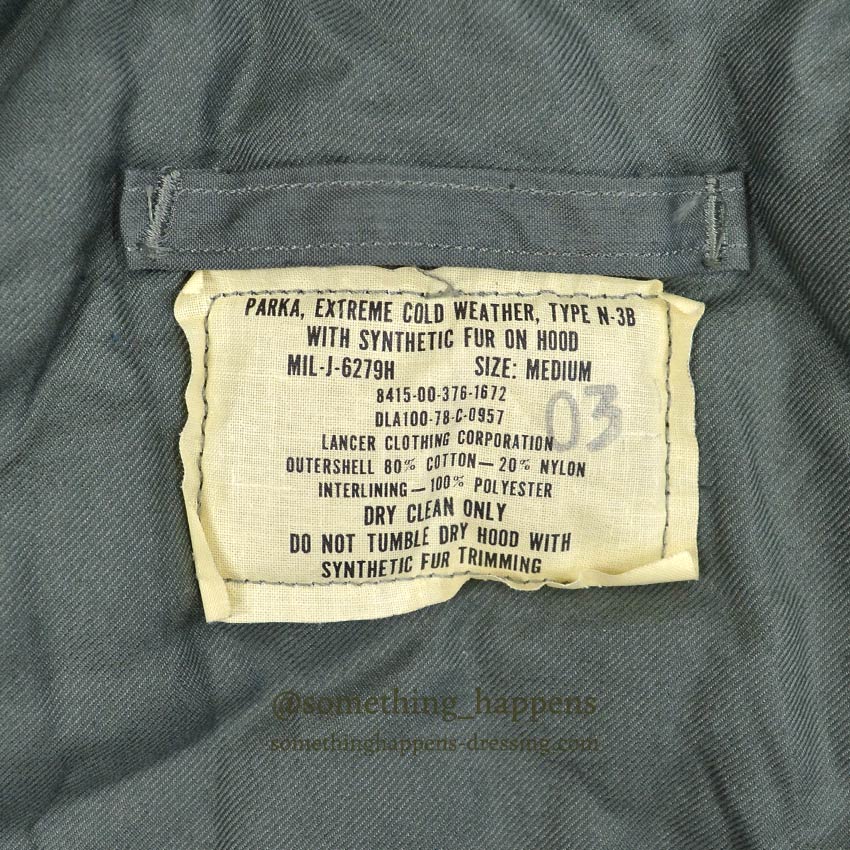 PARKA, EXTREME COLD WEATHER, TYPE N-3B
WITH SYNTHETIC FUR ON HOOD
MIL-J-6279H SIZE: MEDIUM
8415-00-376-1672
DLA100-78-C-0957
03
LANCER CLOTHING CORPORATION
OUTERSHELL 80% COTTON—20% NYLON
INTERLINING—100% POLYESTER
DRY CLEAN ONLY
DO NOT TUMBLE DRY HOOD WITH
SYNTHETIC FUR TRIMMING
@something_happens
somethinghappens-dressing.com